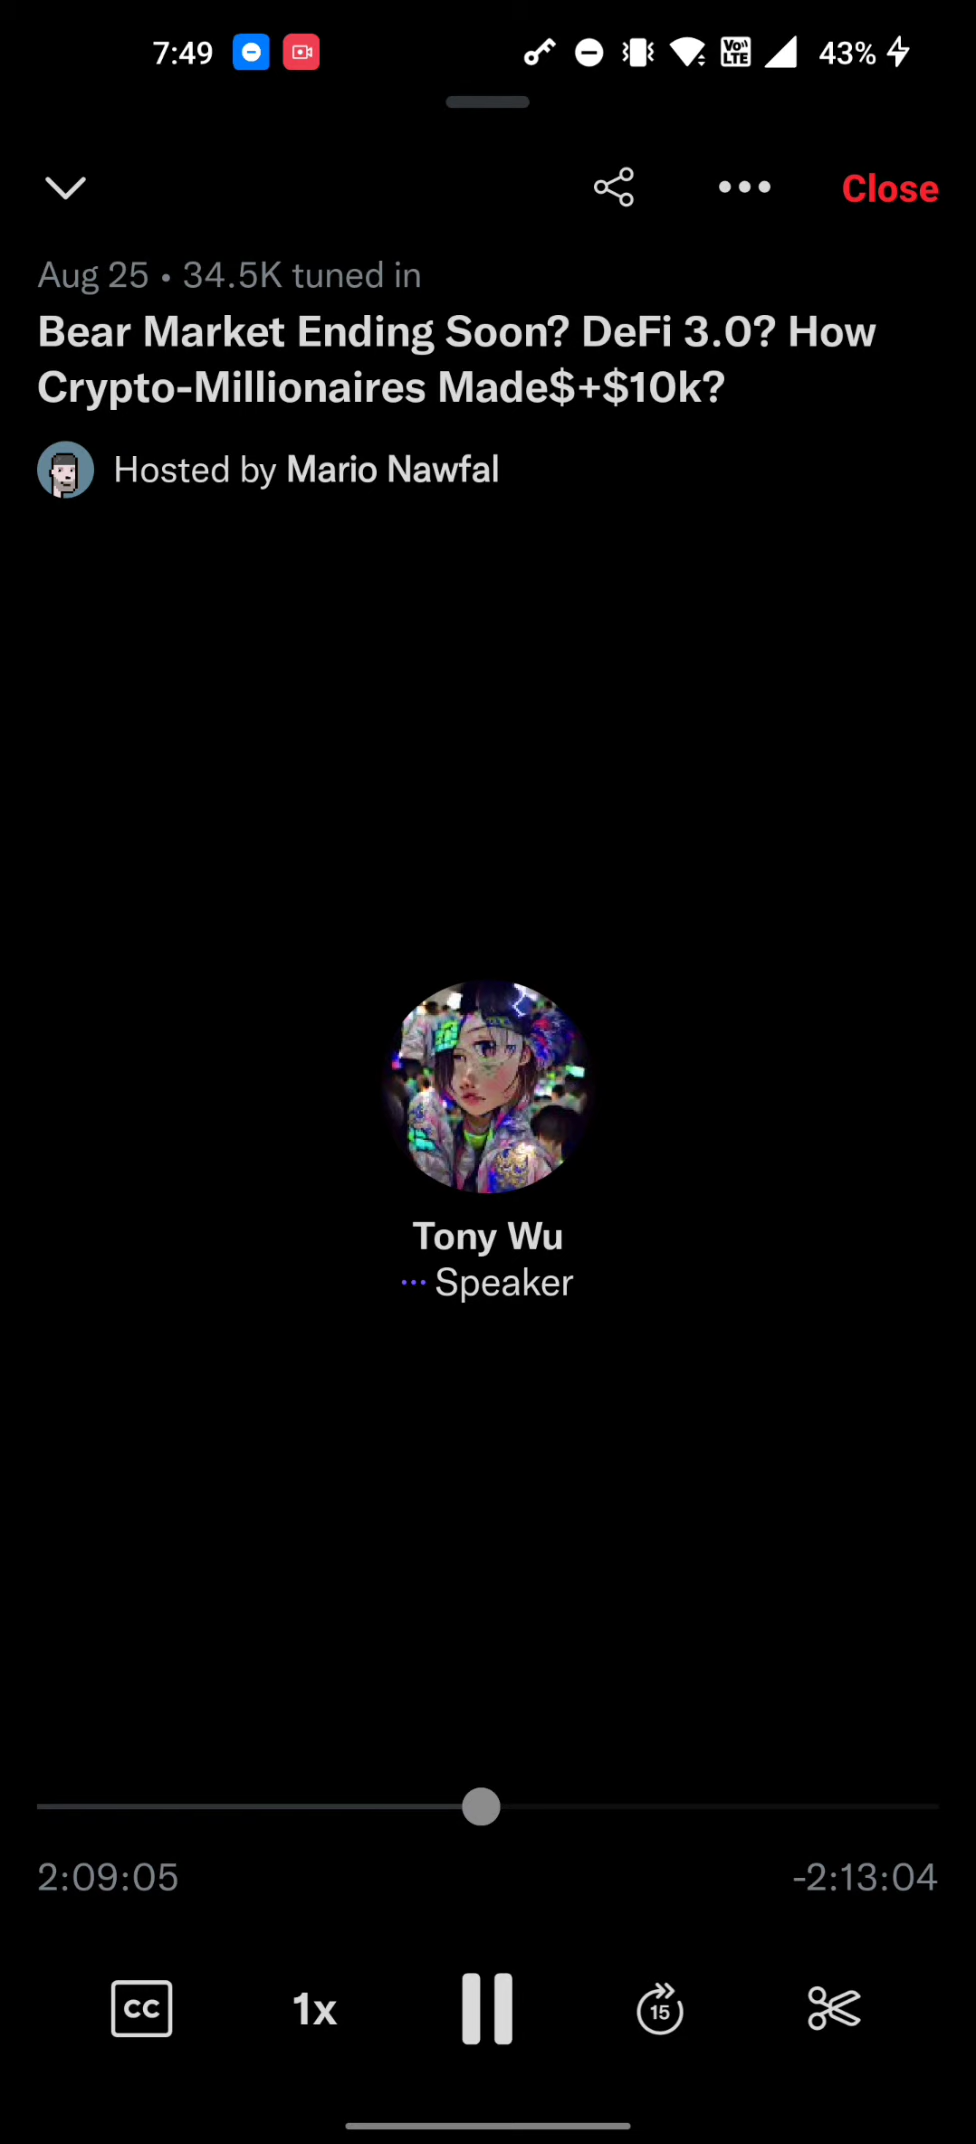 7:49
Vo)) LTE
43%
Close
Aug 25 • 34.5K tuned in
Bear Market Ending Soon? DeFi 3.0? How
Crypto-Millionaires Made$+$10k?
Hosted by Mario Nawfal
Tony Wu
Speaker
2:09:05
-2:13:04
CC
1x
15